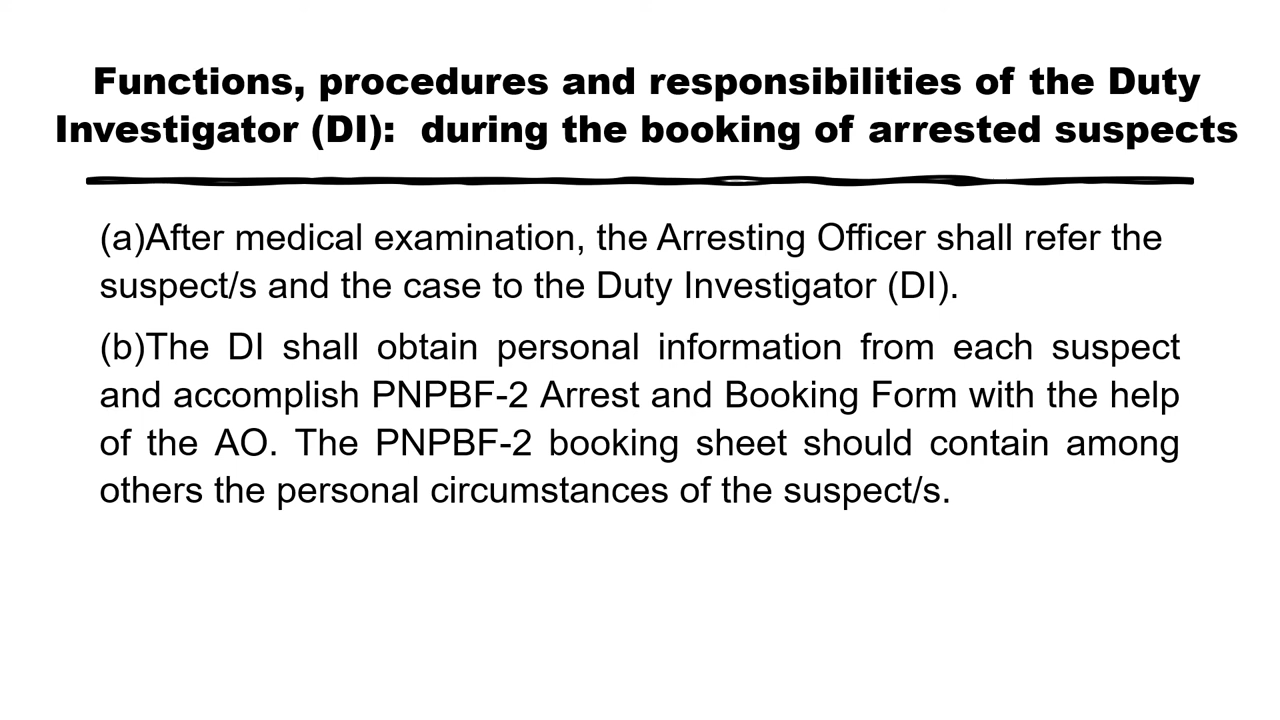 Functions, procedures and responsibilities of the Duty
Investigator (DI):  during the booking of arrested suspects
(a)After medical examination, the Arresting Officer shall refer the
suspect/s and the case to the Duty Investigator (DI).
(b)The DI shall obtain personal information from each suspect
and accomplish PNPBF-2 Arrest and Booking Form with the help
of the AO. The PNPBF-2 booking sheet should contain among
others the personal circumstances of the suspect/s.